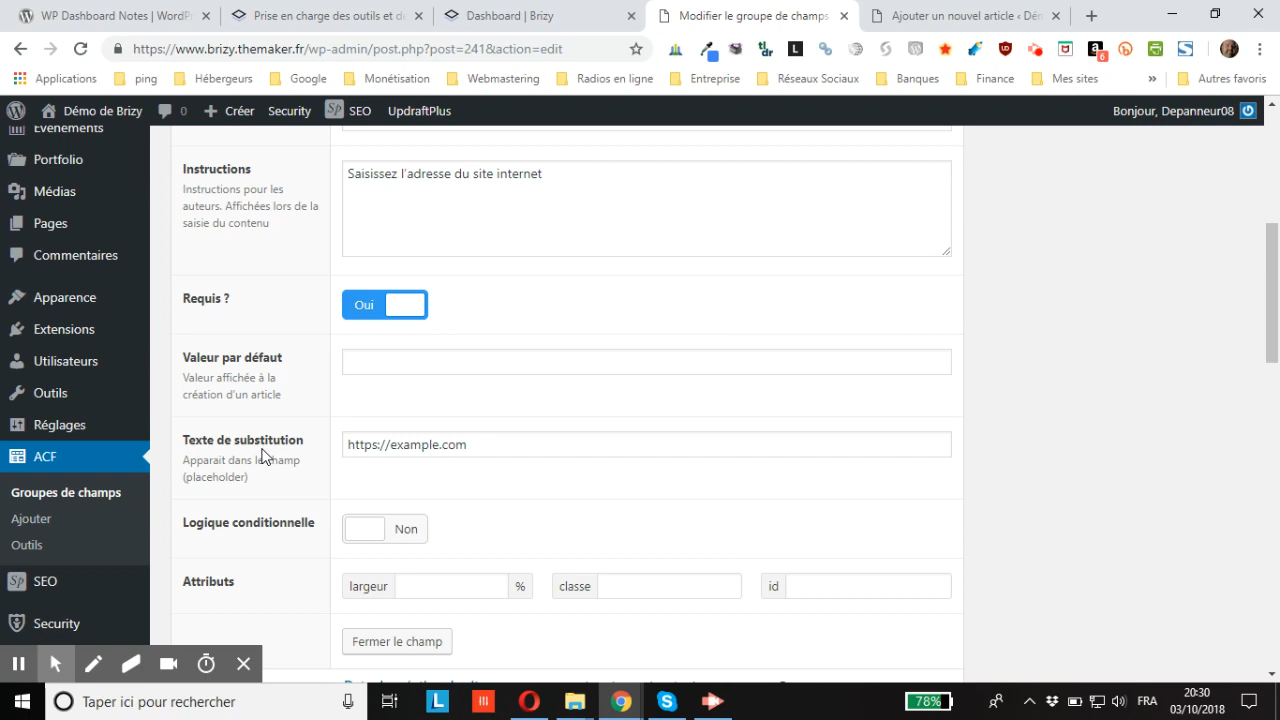 WP Dashboard Notes ‹ WordPr
Prise en charge des outils et de
Dashboard | Brizy
Modifier le groupe de champs
Ajouter un nouvel article ‹ Dém
https://www.brizy.themaker.fr/wp-admin/post.php?post=241&action=edit
tl;dr
L
6
Applications
ping
Hébergeurs
Google
Monétisation
Webmastering
Radios en ligne
Entreprise
Réseaux Sociaux
Banques
Finance
Mes sites
»
Autres favoris
Démo de Brizy
0
Créer
Security
SEO
UpdraftPlus
Bonjour, Depanneur08
Evènements
Portfolio
Médias
Pages
Commentaires
Apparence
Extensions
Utilisateurs
Outils
Réglages
ACF
Groupes de champs
Ajouter
Outils
SEO
Security
Instructions
Instructions pour les
auteurs. Affichées lors de la
saisie du contenu
Saisissez l'adresse du site internet
Requis ?
Oui
Valeur par défaut
Valeur affichée à la
création d'un article
Texte de substitution
Apparait dans le champ
(placeholder)
https://example.com
Logique conditionnelle
Non
Attributs
largeur
%
classe
id
Fermer le champ
Taper ici pour rechercher
78%
FRA
20:30
03/10/2018